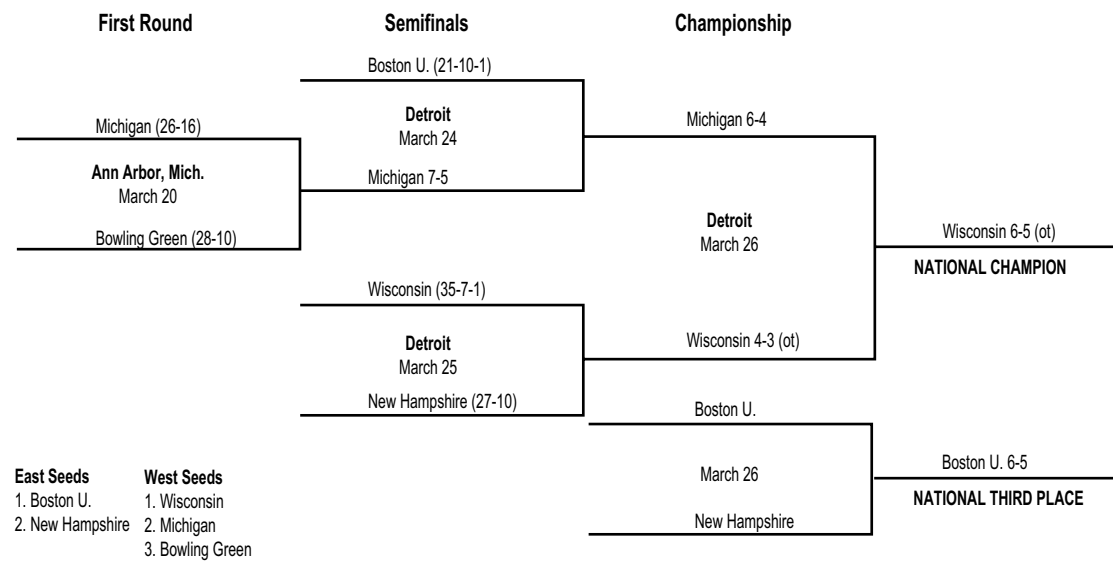 First Round
Semifinals
Championship
Boston U. (21-10-1)
Detroit
March 24
Michigan (26-16)
Michigan 6-4
Ann Arbor, Mich.
March 20
Michigan 7-5
Bowling Green (28-10)
Detroit
March 26
Wisconsin 6-5 (ot)
NATIONAL CHAMPION
Wisconsin (35-7-1)
Detroit
March 25
Wisconsin 4-3 (ot)
New Hampshire (27-10)
Boston U.
March 26
New Hampshire
Boston U. 6-5
NATIONAL THIRD PLACE
East Seeds
1. Boston U.
2. New Hampshire
West Seeds
1. Wisconsin
2. Michigan
3. Bowling Green